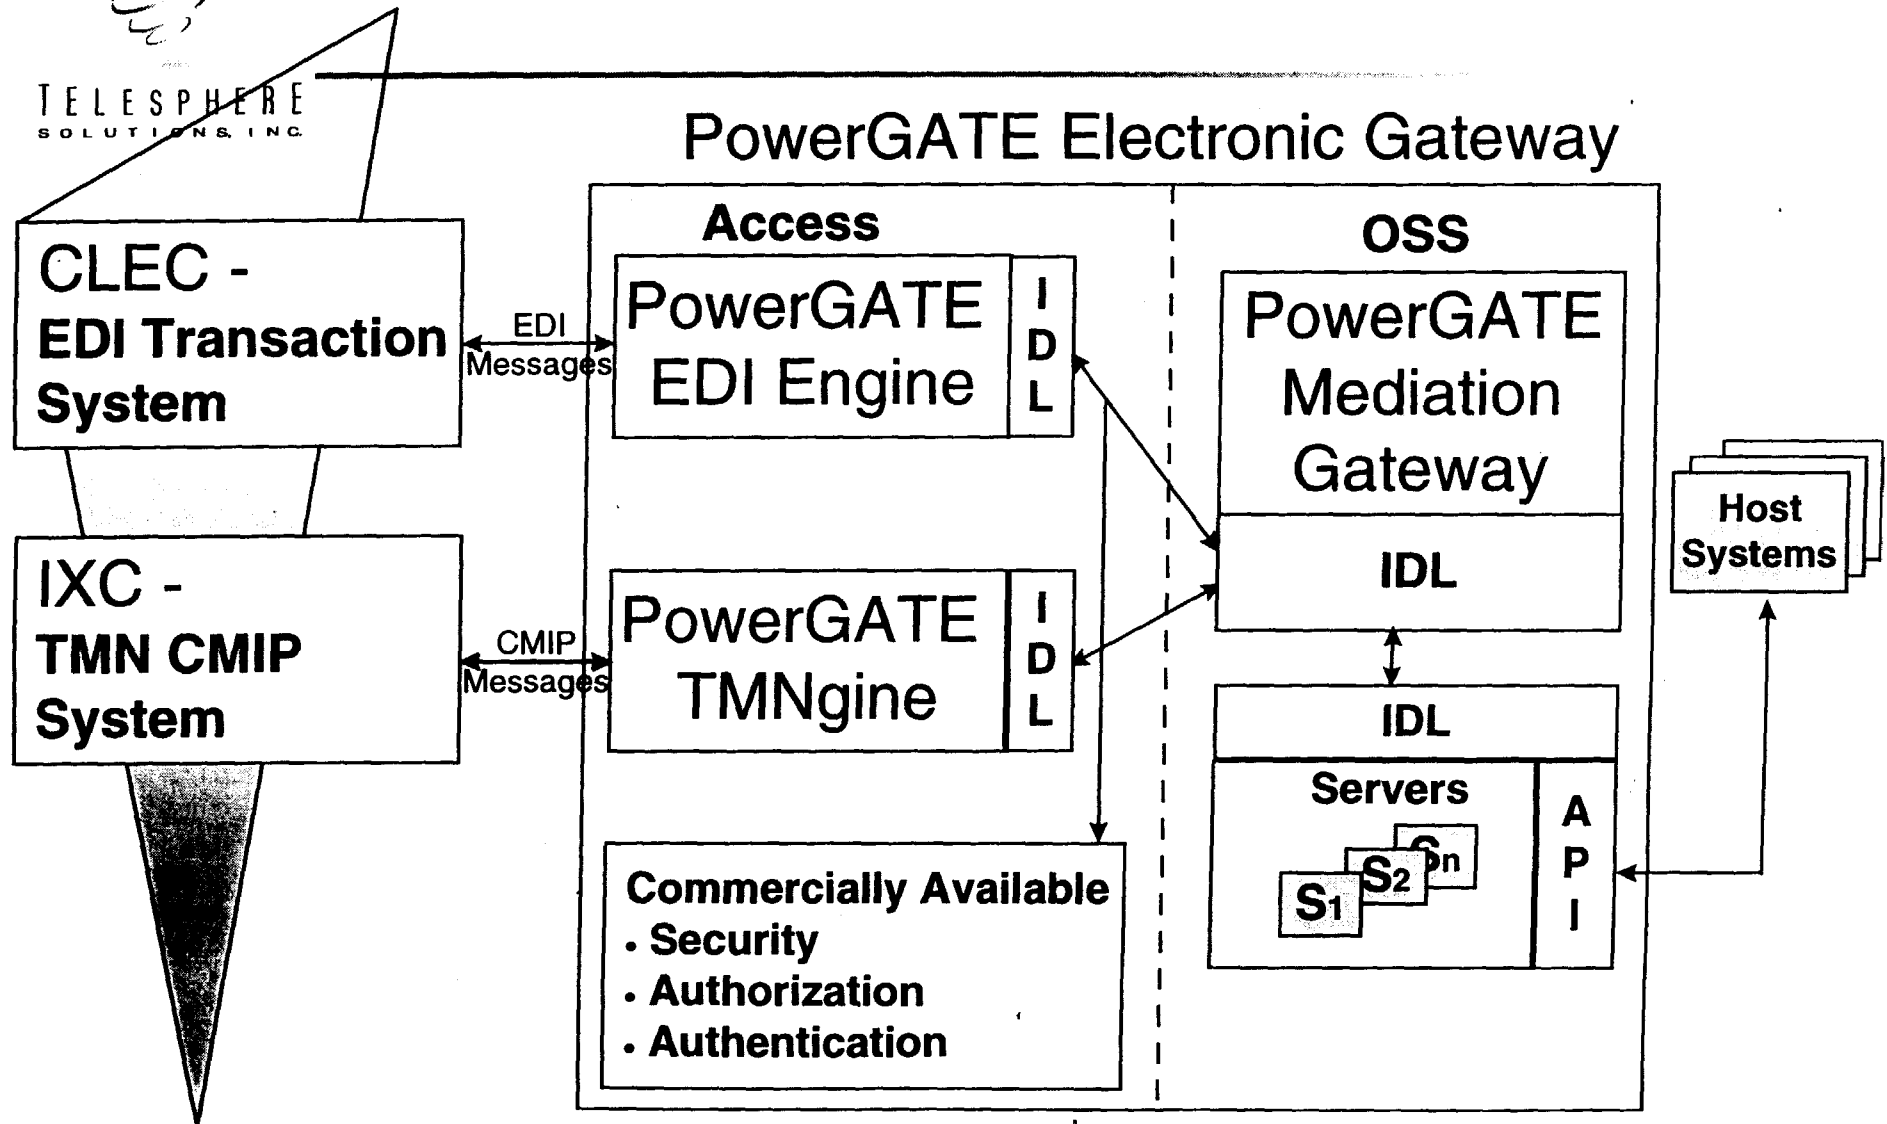 TELESPHERE
SOLUTIONS, INC.
PowerGATE Electronic Gateway
CLEC -
EDI Transaction
System
EDI
Messages
IXC -
TMN CMIP
System
CMIP
Messages
Access
PowerGATE
EDI Engine
I
D
L
PowerGATE
TMNgine
I
D
L
Commercially Available
• Security
• Authorization
• Authentication
OSS
PowerGATE
Mediation
Gateway
IDL
IDL
Servers
S1
S2
Sn
A
P
I
Host
Systems